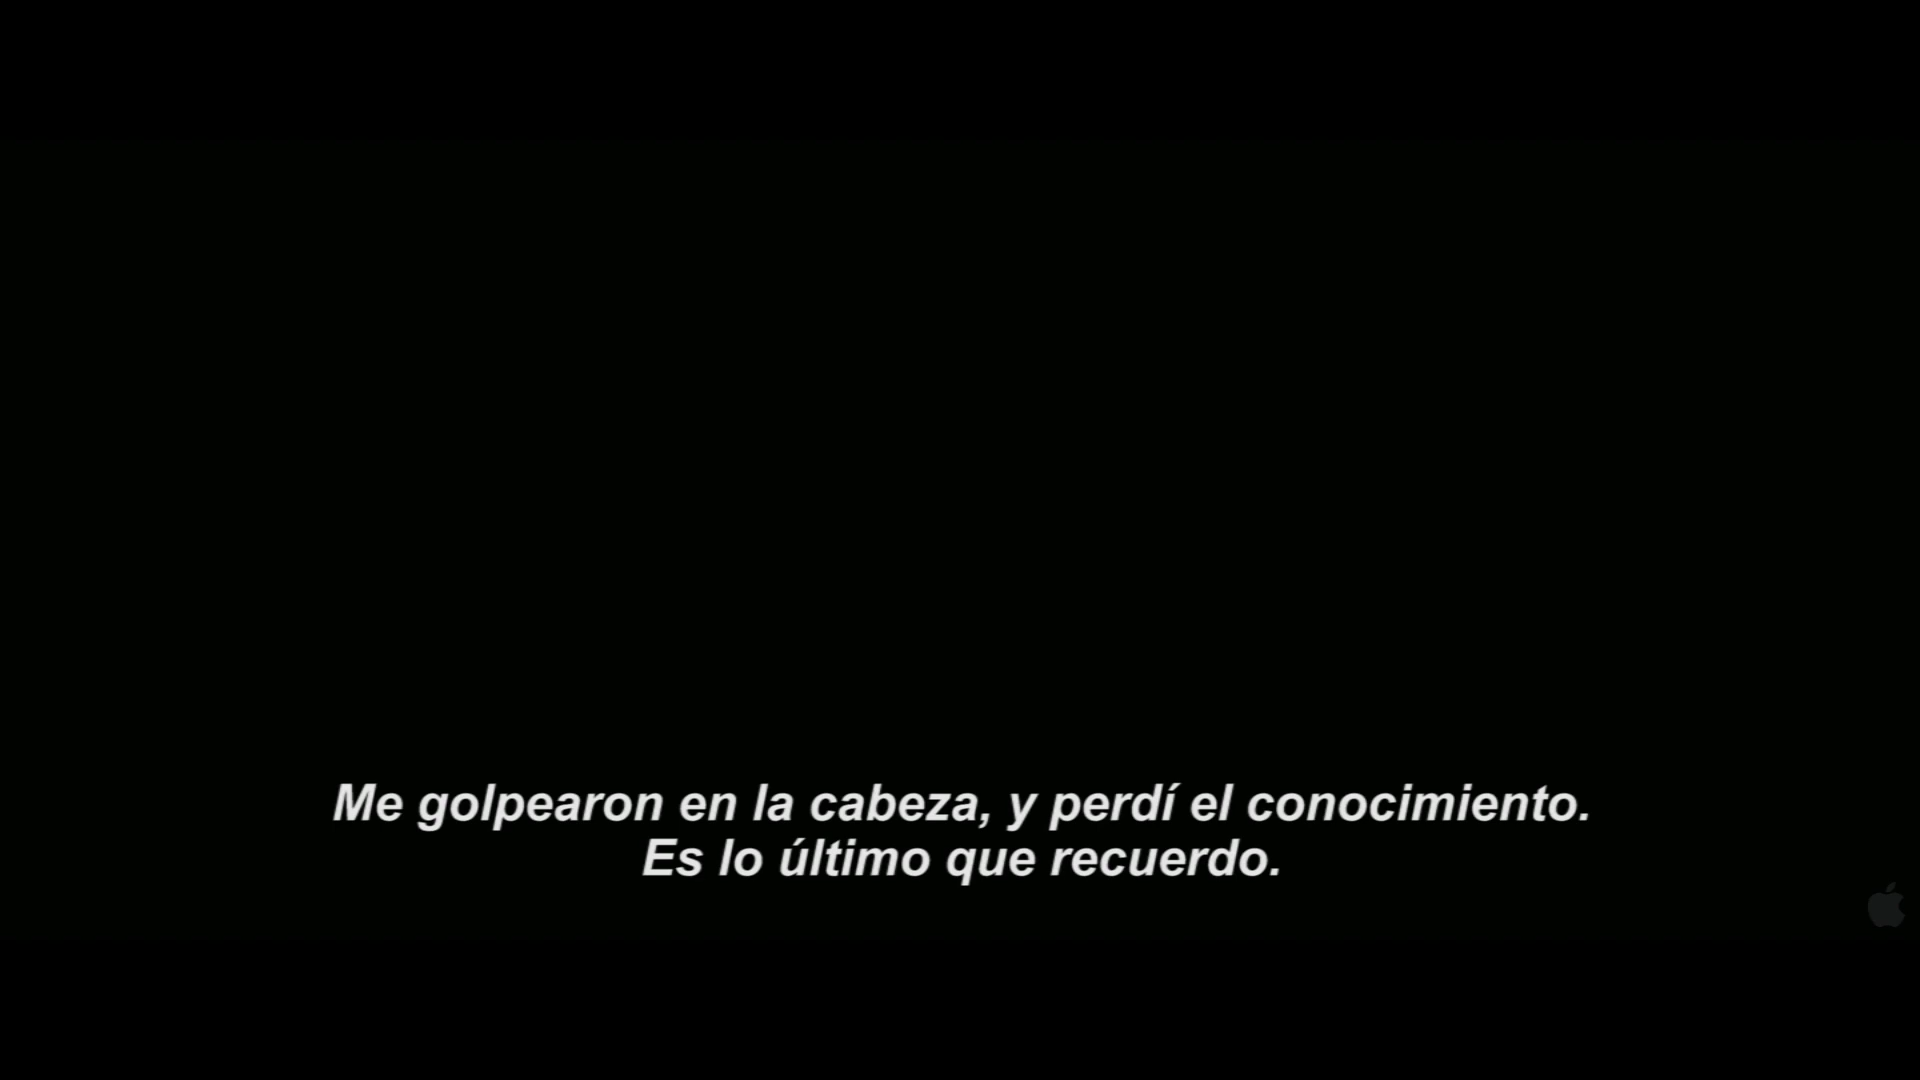 Me golpearon en la cabeza, y perdí el conocimiento.
Es lo último que recuerdo.